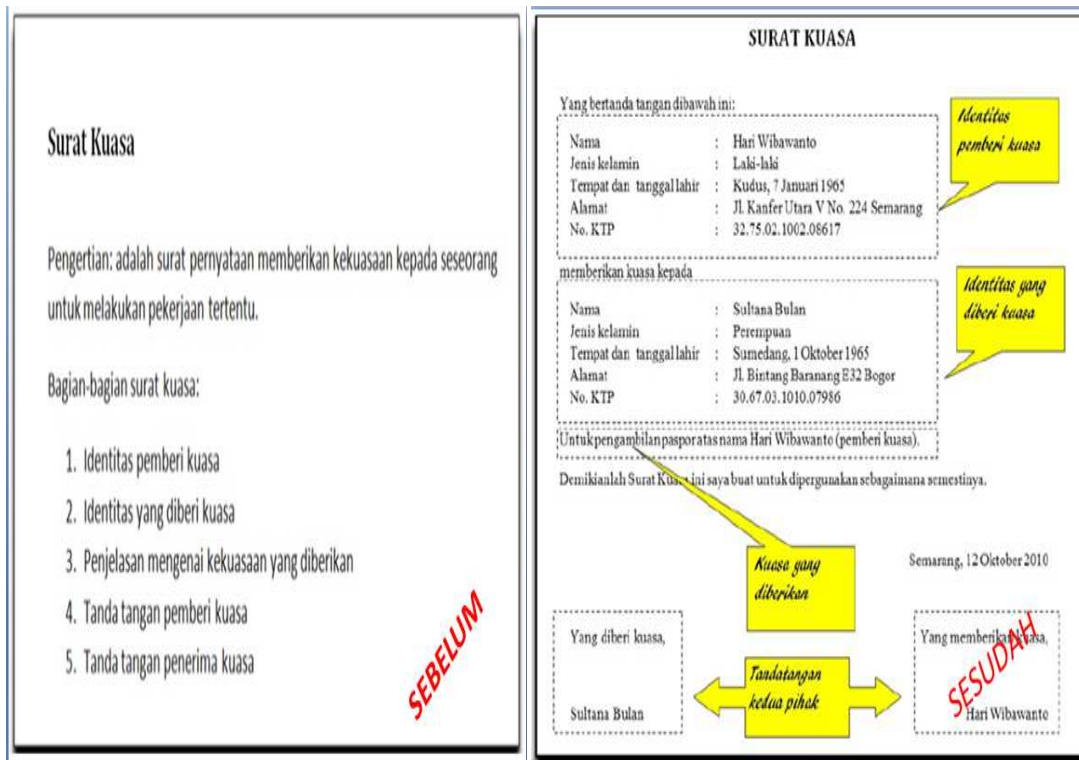 Surat Kuasa
Pengertian: adalah surat pernyataan memberikan kekuasaan kepada seseorang
untuk melakukan pekerjaan tertentu.
Bagian-bagian surat kuasa:
1. Identitas pemberi kuasa
2. Identitas yang diberi kuasa
3. Penjelasan mengenai kekuasaan yang diberikan
4. Tanda tangan pemberi kuasa
5. Tanda tangan penerima kuasa
SEBELUM
SURAT KUASA
Yang bertanda tangan dibawah ini:
Nama : Hari Wibawanto
Jenis kelamin : Laki-laki
Tempat dan tanggal lahir : Kudus, 7 Januari 1965
Alamat : Jl. Kanfer Utara V No. 224 Semarang
No. KTP : 32.75.02.1002.08617
Identitas
pemberi kuasa
memberikan kuasa kepada
Nama : Sultana Bulan
Jenis kelamin : Perempuan
Tempat dan tanggal lahir : Sumedang, 1 Oktober 1965
Alamat : Jl. Bintang Baranang E32 Bogor
No. KTP : 30.67.03.1010.07986
Identitas yang
diberi kuasa
Untuk pengambilan paspor atas nama Hari Wibawanto (pemberi kuasa).
Demikianlah Surat Kuasa ini saya buat untuk dipergunakan sebagaimana semestinya.
Kuasa yang
diberikan
Semarang, 12 Oktober 2010
Yang diberi kuasa,
Yang memberikan kuasa,
Tandatangan
kedua pihak
SESUDAH
Sultana Bulan
Hari Wibawanto